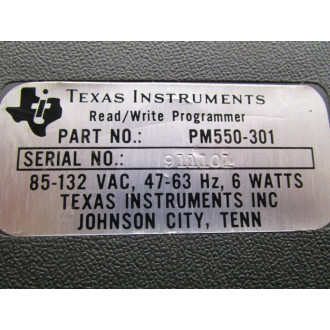 TEXAS INSTRUMENTS
Read/Write Programmer
PART NO.: PM550-301
SERIAL NO.: 911101
85-132 VAC, 47-63 Hz, 6 WATTS
TEXAS INSTRUMENTS INC
JOHNSON CITY, TENN